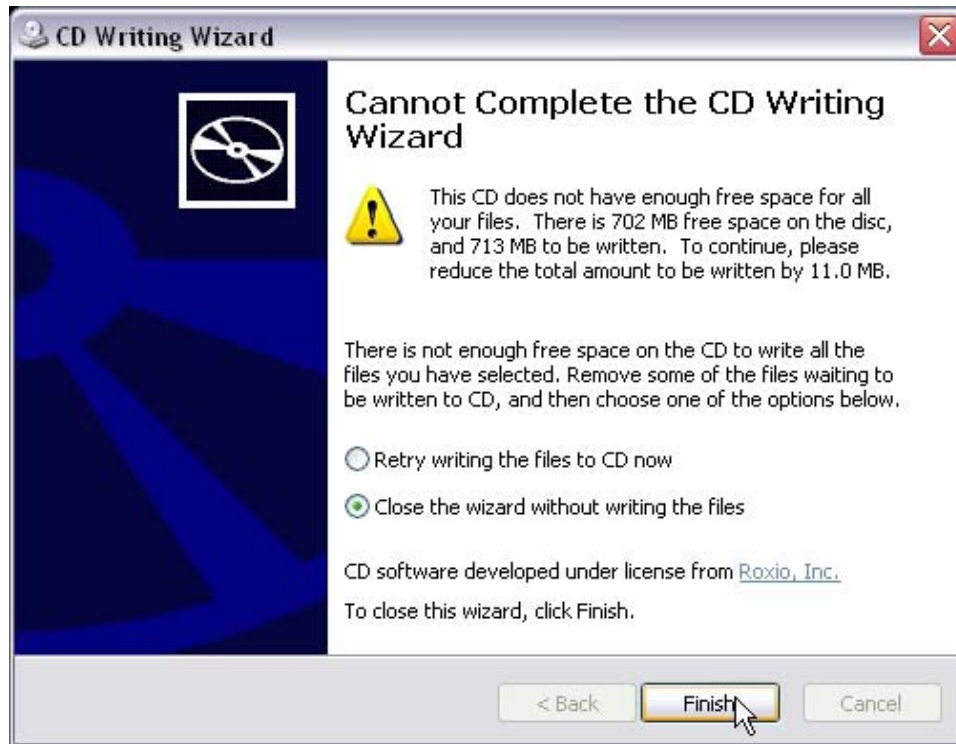 CD Writing Wizard
Cannot Complete the CD Writing
Wizard
This CD does not have enough free space for all
your files. There is 702 MB free space on the disc,
and 713 MB to be written. To continue, please
reduce the total amount to be written by 11.0 MB.
There is not enough free space on the CD to write all the
files you have selected. Remove some of the files waiting to
be written to CD, and then choose one of the options below.
Retry writing the files to CD now
Close the wizard without writing the files
CD software developed under license from Roxio, Inc.
To close this wizard, click Finish.
< Back Finish Cancel